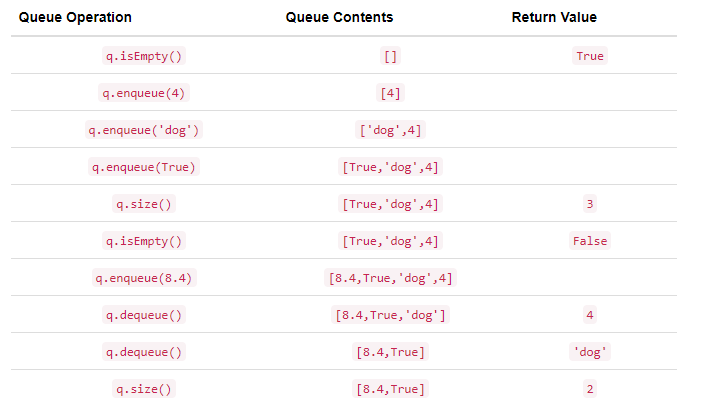 Queue Operation Queue Contents Return Value
q.isEmpty() [] True
q.enqueue(4) [4]
q.enqueue('dog') ['dog',4]
q.enqueue(True) [True,'dog',4]
q.size() [True,'dog',4] 3
q.isEmpty() [True,'dog',4] False
q.enqueue(8.4) [8.4,True,'dog',4]
q.dequeue() [8.4,True,'dog'] 4
q.dequeue() [8.4,True] 'dog'
q.size() [8.4,True] 2